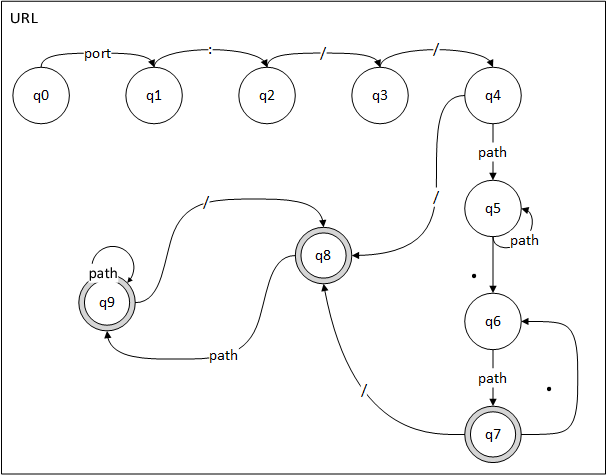 URL
port : / /
q0 q1 q2 q3 q4
path
/ /
q5
path
q8
path
.
q9
q6
path
path
/ .
q7